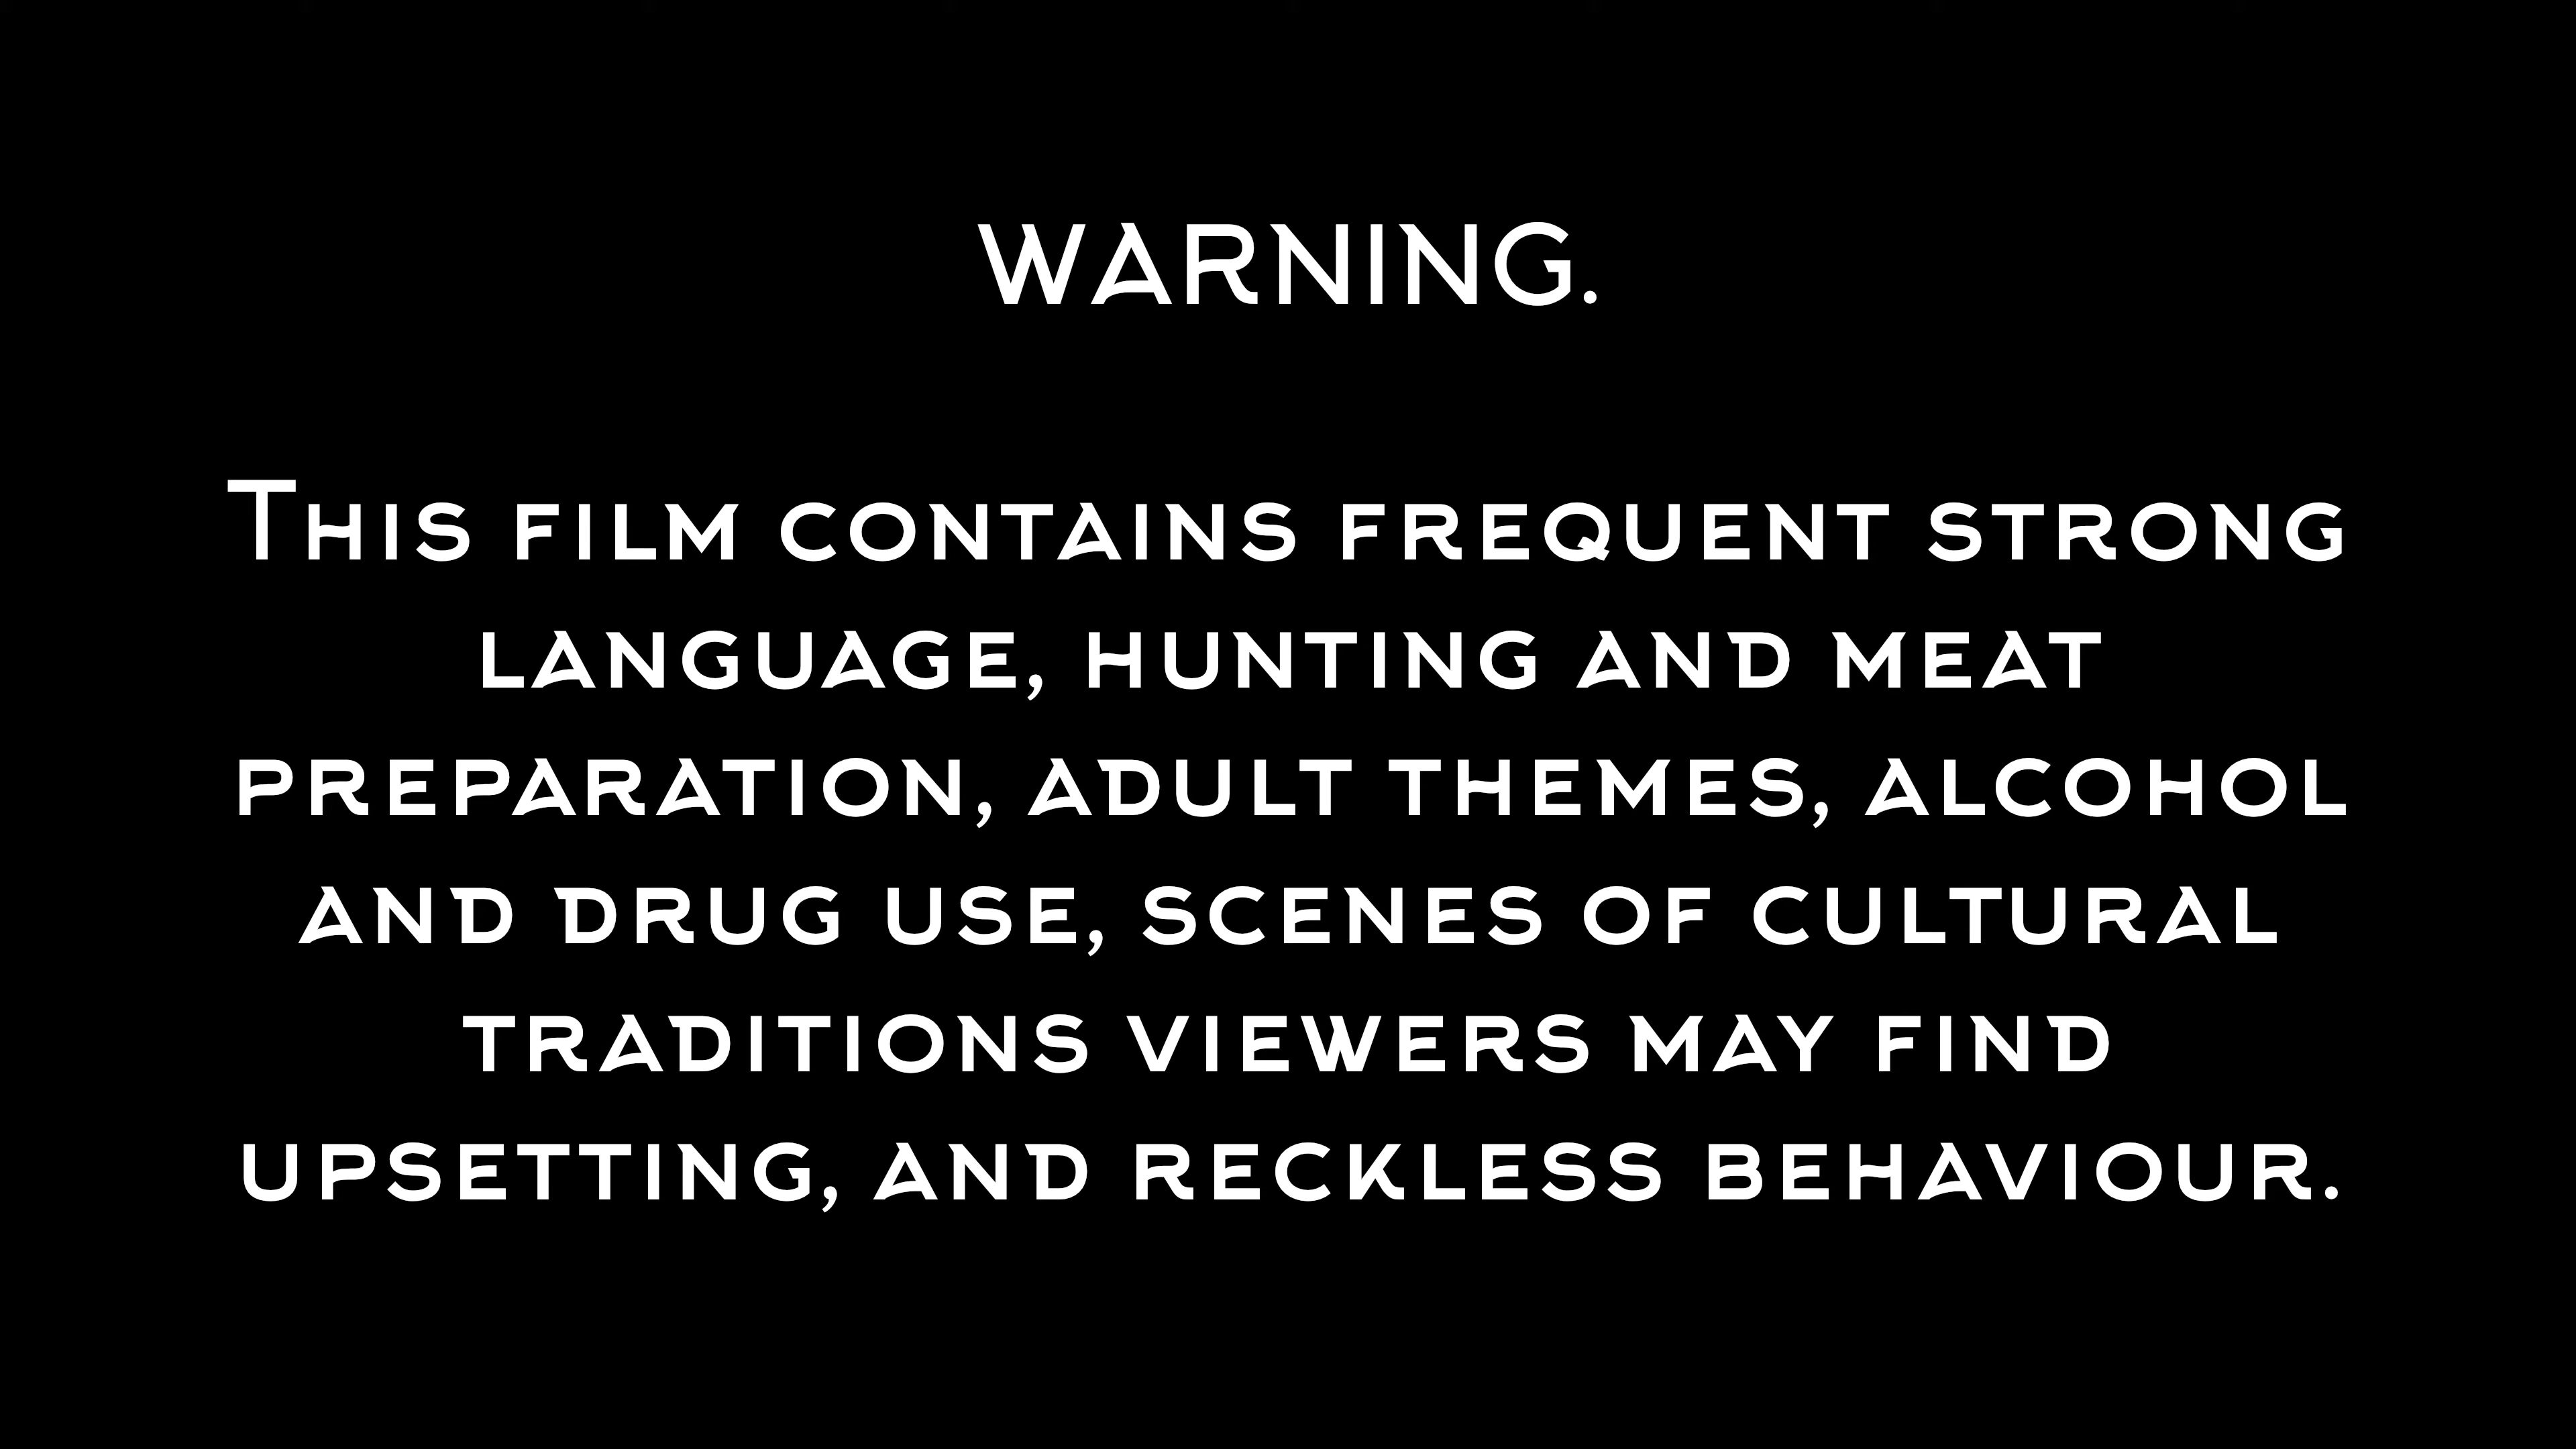 WARNING.
This film contains frequent strong
language, hunting and meat
preparation, adult themes, alcohol
and drug use, scenes of cultural
traditions viewers may find
upsetting, and reckless behaviour.